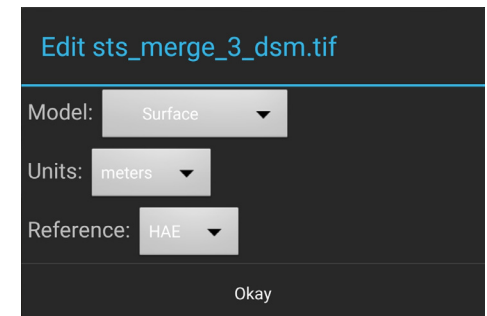 Edit sts_merge_3_dsm.tif
Model: Surface
Units: meters
Reference: HAE
Okay